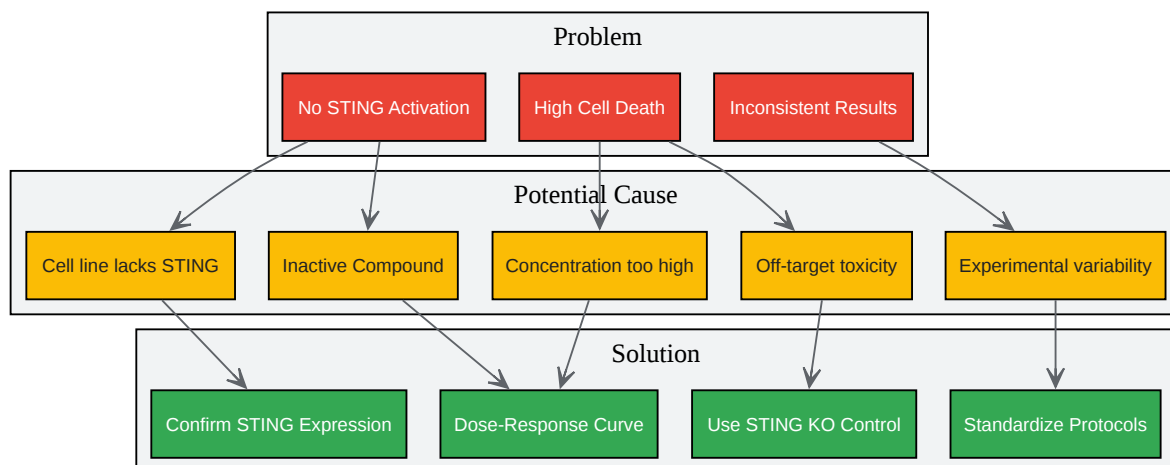 Problem
No STING Activation
High Cell Death
Inconsistent Results
Potential Cause
Cell line lacks STING
Inactive Compound
Concentration too high
Off-target toxicity
Experimental variability
Solution
Confirm STING Expression
Dose-Response Curve
Use STING KO Control
Standardize Protocols